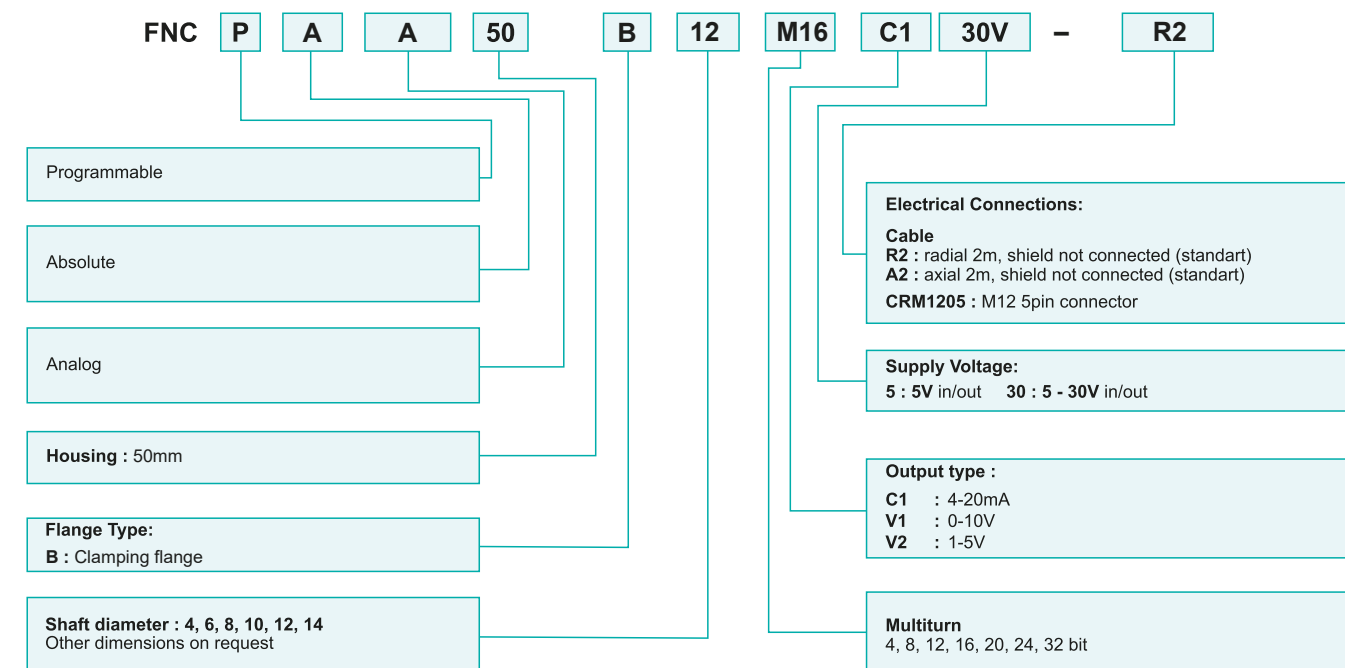 FNC P A A 50 B 12 M16 C1 30V – R2
Programmable
Absolute
Analog
Housing : 50mm
Flange Type:
B : Clamping flange
Shaft diameter : 4, 6, 8, 10, 12, 14
Other dimensions on request
Electrical Connections:
Cable
R2 : radial 2m, shield not connected (standart)
A2 : axial 2m, shield not connected (standart)
CRM1205 : M12 5pin connector
Supply Voltage:
5 : 5V in/out 30 : 5 - 30V in/out
Output type :
C1 : 4-20mA
V1 : 0-10V
V2 : 1-5V
Multiturn
4, 8, 12, 16, 20, 24, 32 bit